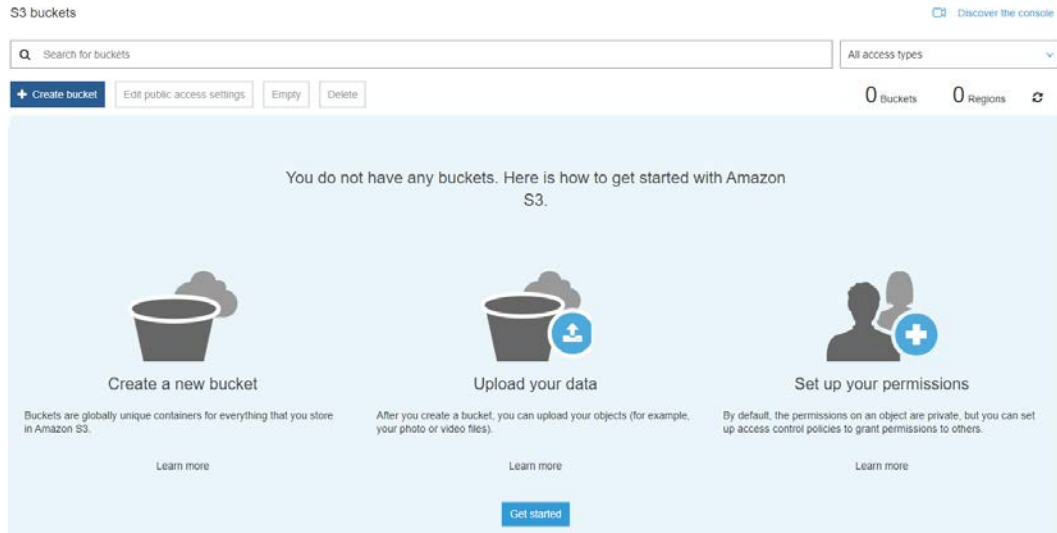 S3 buckets
Discover the console
Search for buckets
All access types
Create bucket
Edit public access settings
Empty
Delete
0 Buckets
0 Regions
You do not have any buckets. Here is how to get started with Amazon
S3.
Create a new bucket
Buckets are globally unique containers for everything that you store
in Amazon S3.
Learn more
Upload your data
After you create a bucket, you can upload your objects (for example,
your photo or video files).
Learn more
Set up your permissions
By default, the permissions on an object are private, but you can set
up access control policies to grant permissions to others.
Learn more
Get started